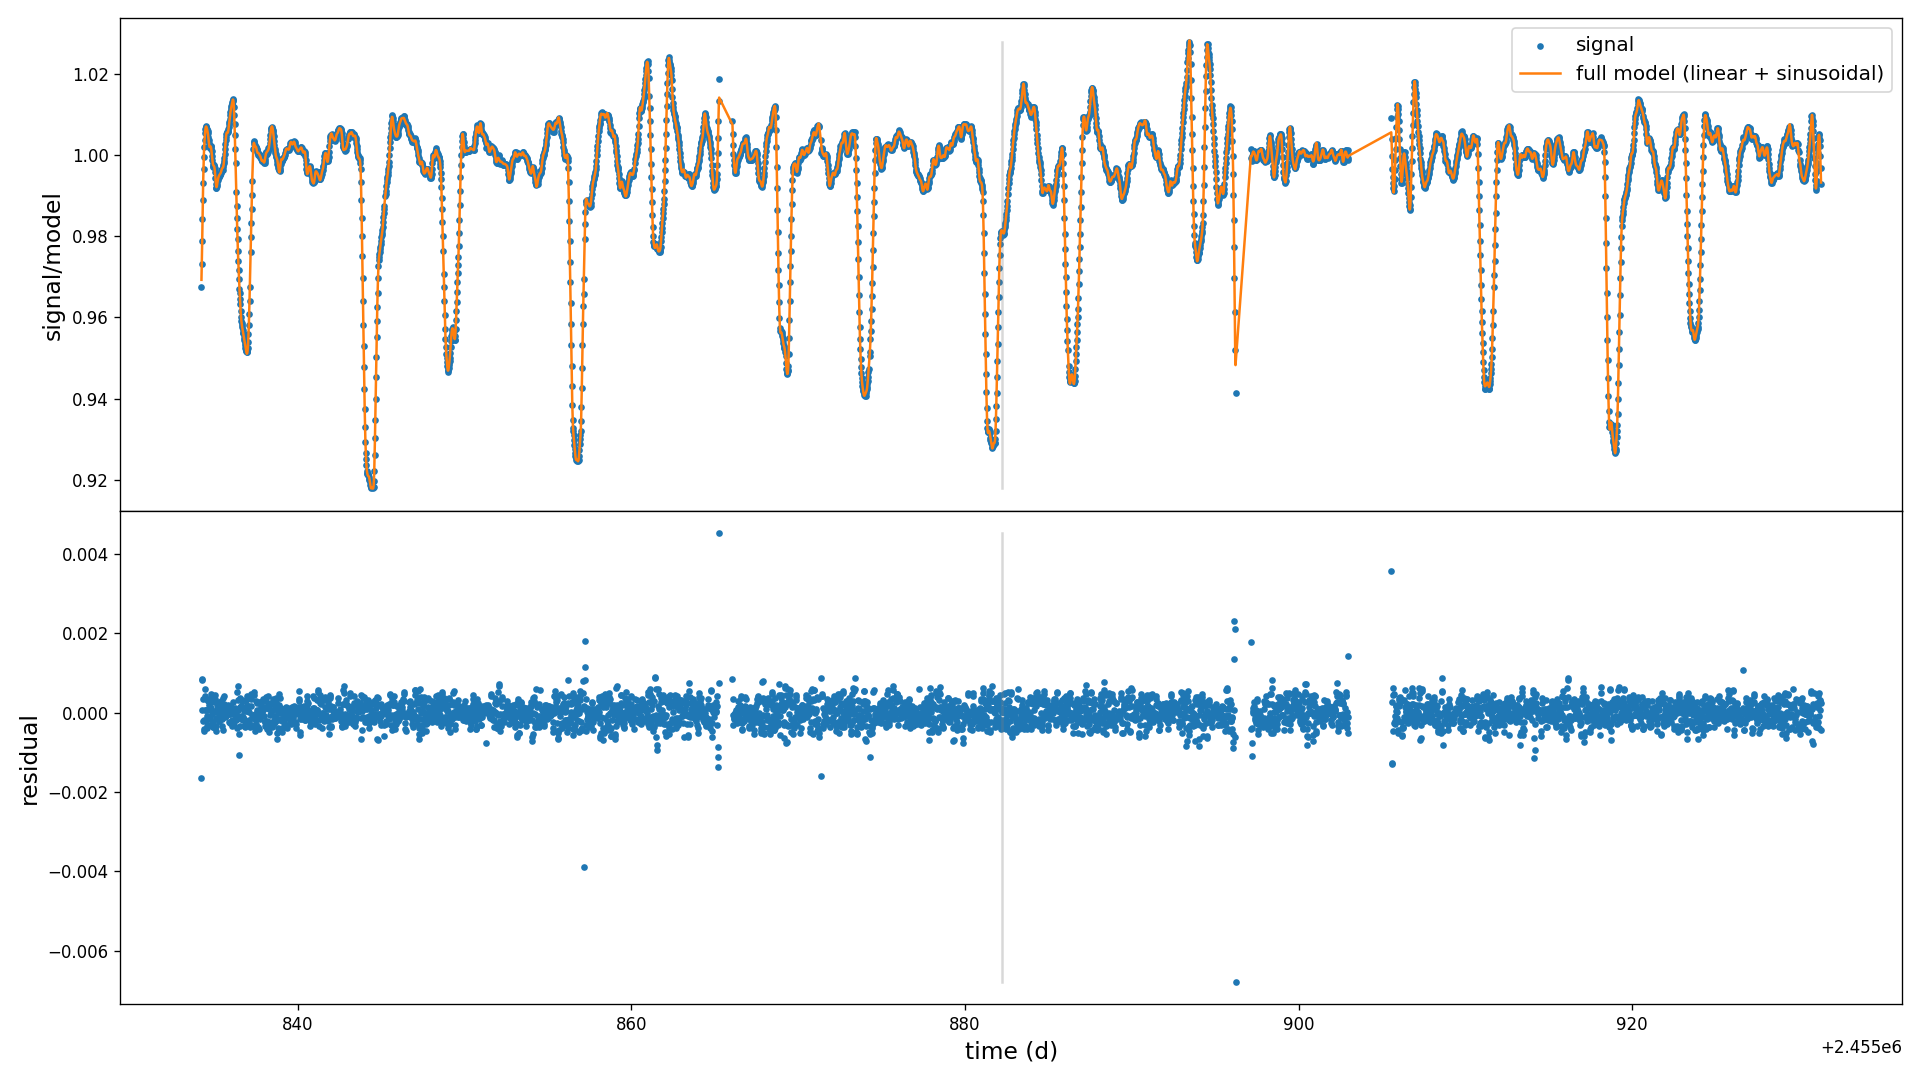 signal
full model (linear + sinusoidal)
signal/model
1.02
1.00
0.98
0.96
0.94
0.92
residual
0.004
0.002
0.000
−0.002
−0.004
−0.006
840
860
880
900
920
time (d)
+2.455e6